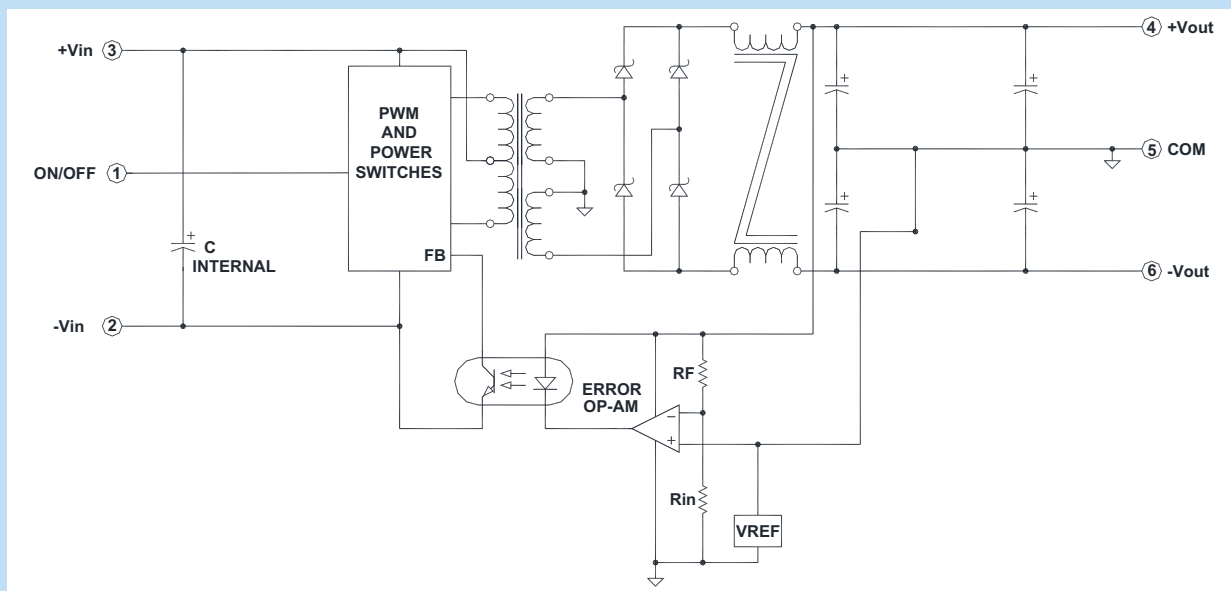 +Vin 3
ON/OFF 1
-Vin 2
C
INTERNAL
PWM
AND
POWER
SWITCHES
FB
4 +Vout
5 COM
6 -Vout
ERROR
OP-AM
RF
Rin
VREF
+
+
+
+
+
−
+